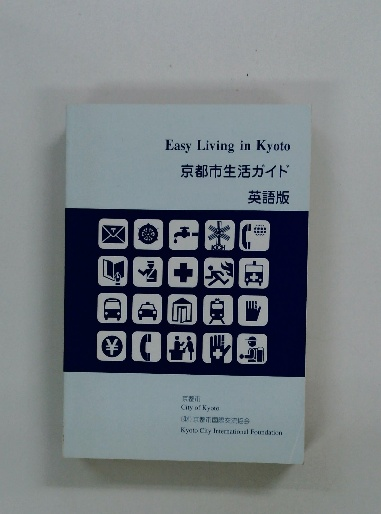 Easy Living in Kyoto
京都市生活ガイド
英語版
¥
京都市
City of Kyoto
(財)京都市国際交流協会
Kyoto City International Foundation